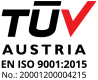 TÜV
AUSTRIA
EN ISO 9001:2015
No.: 20001200004215